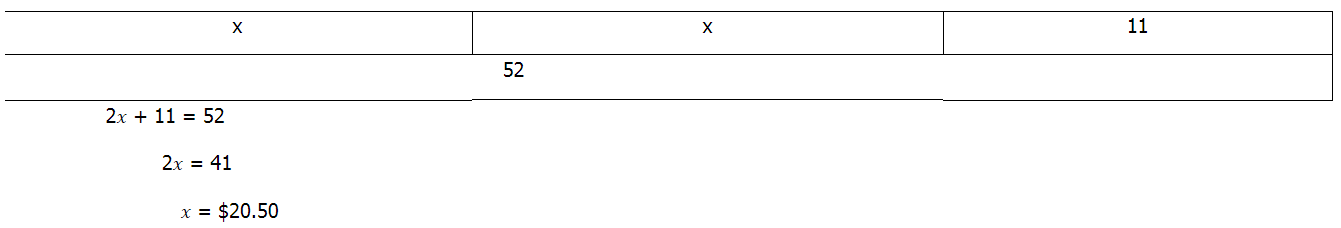 x x 11
52
2x + 11 = 52
2x = 41
x = $20.50